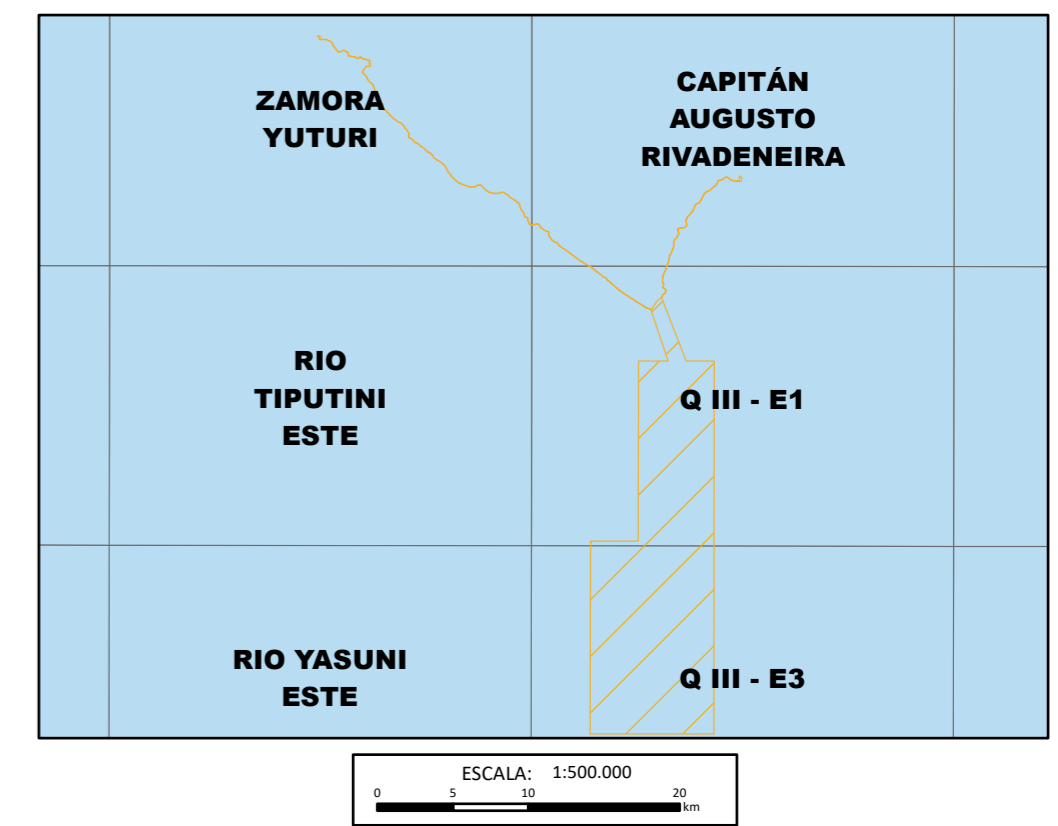 ZAMORA
YUTURI
CAPITÁN
AUGUSTO
RIVADENEIRA
RIO
TIPUTINI
ESTE
Q III - E1
RIO YASUNI
ESTE
Q III - E3
ESCALA: 1:500.000
0 5 10 20
km